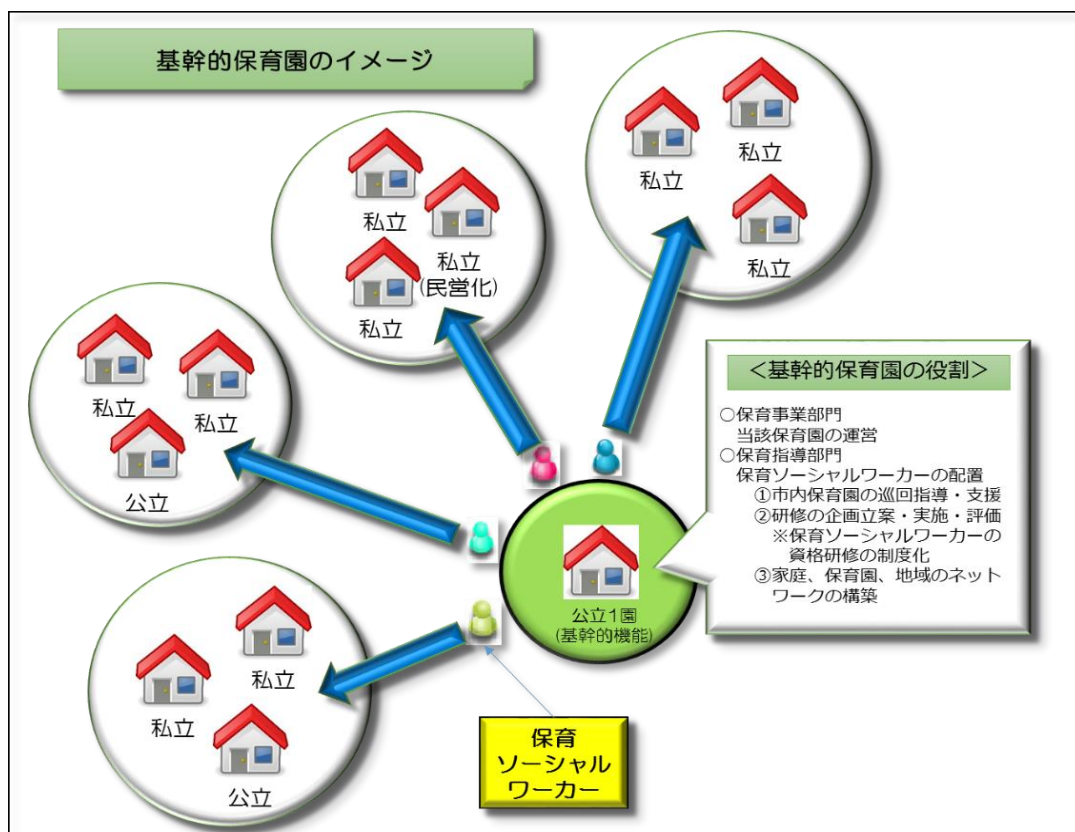 基幹的保育園のイメージ
私立
私立
私立
私立
私立
(民営化)
私立
私立
私立
公立
私立
私立
公立
公立1園
(基幹的機能)
保育
ソーシャル
ワーカー
＜基幹的保育園の役割＞
○保育事業部門
当該保育園の運営
○保育指導部門
保育ソーシャルワーカーの配置
①市内保育園の巡回指導・支援
②研修の企画立案・実施・評価
※保育ソーシャルワーカーの
資格研修の制度化
③家庭、保育園、地域のネット
ワークの構築